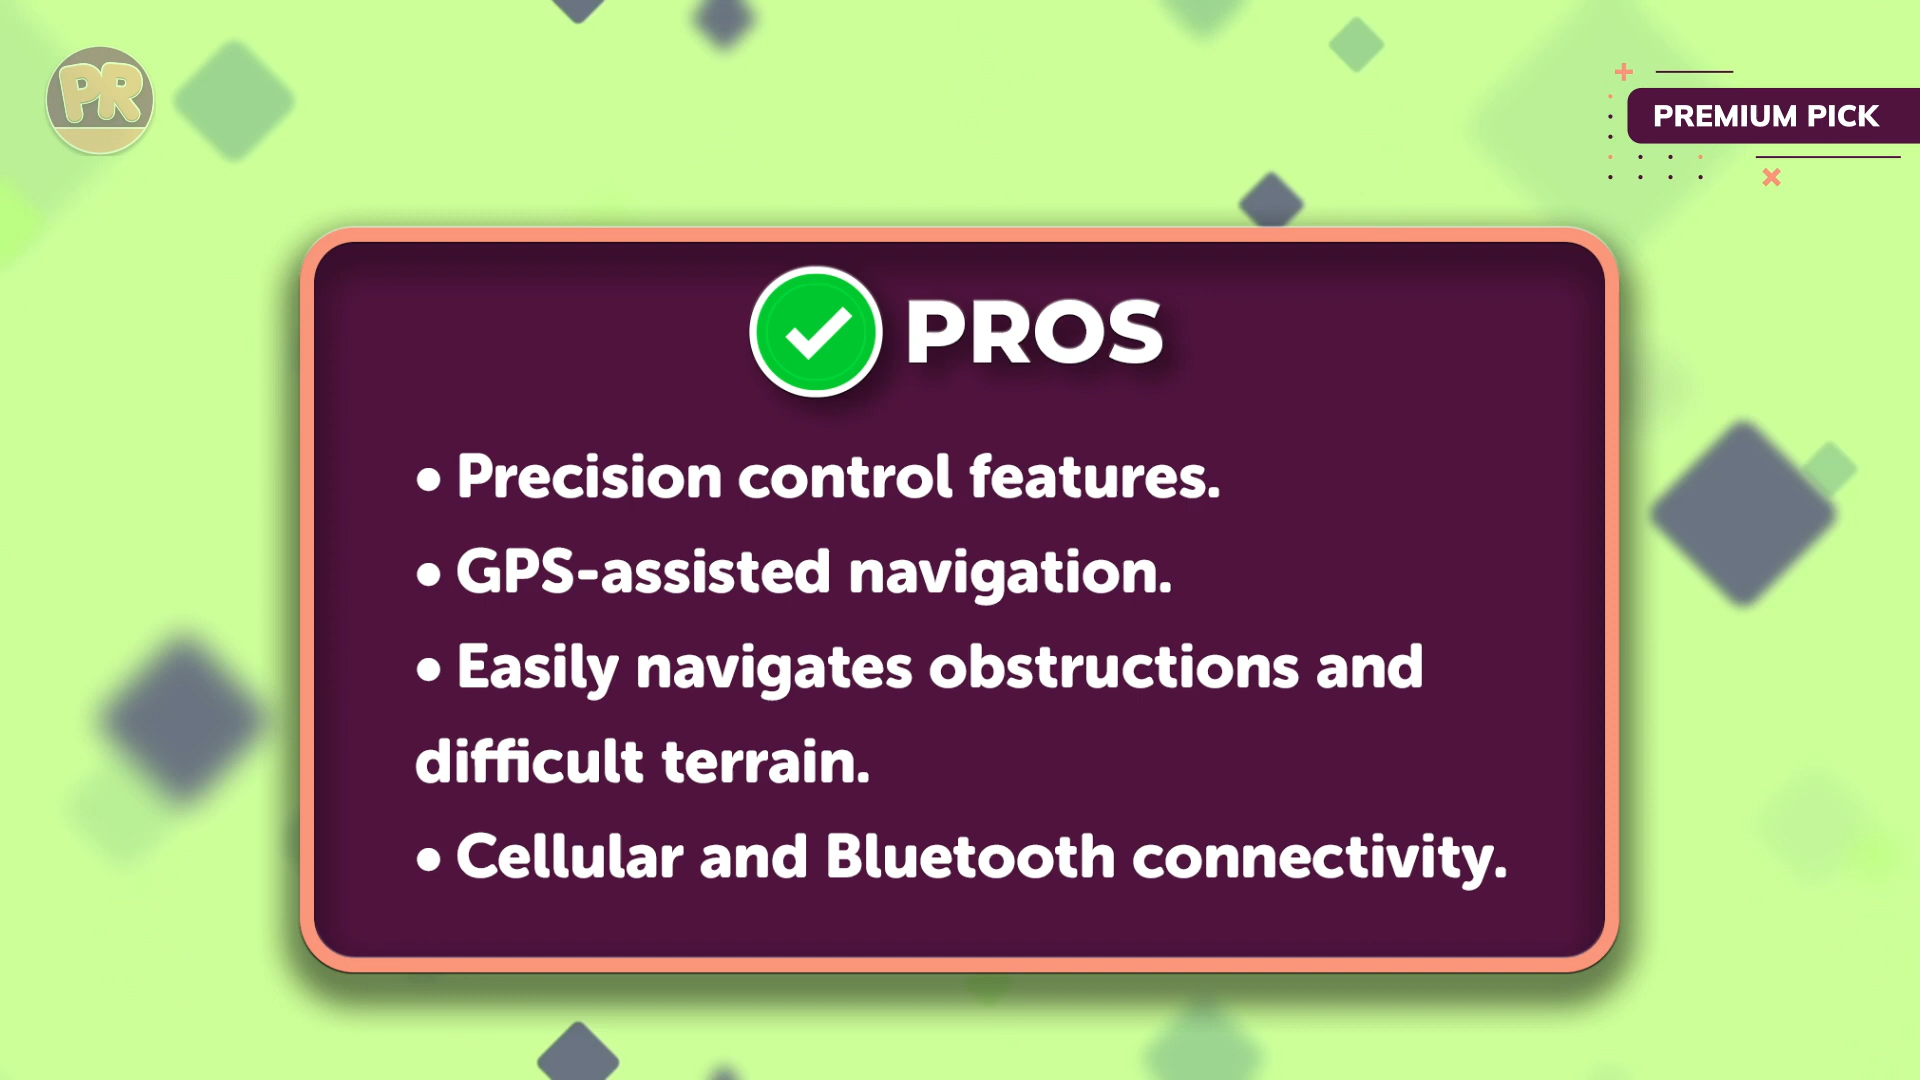 PR
PREMIUM PICK
PROS
• Precision control features.
• GPS-assisted navigation.
• Easily navigates obstructions and
difficult terrain.
• Cellular and Bluetooth connectivity.